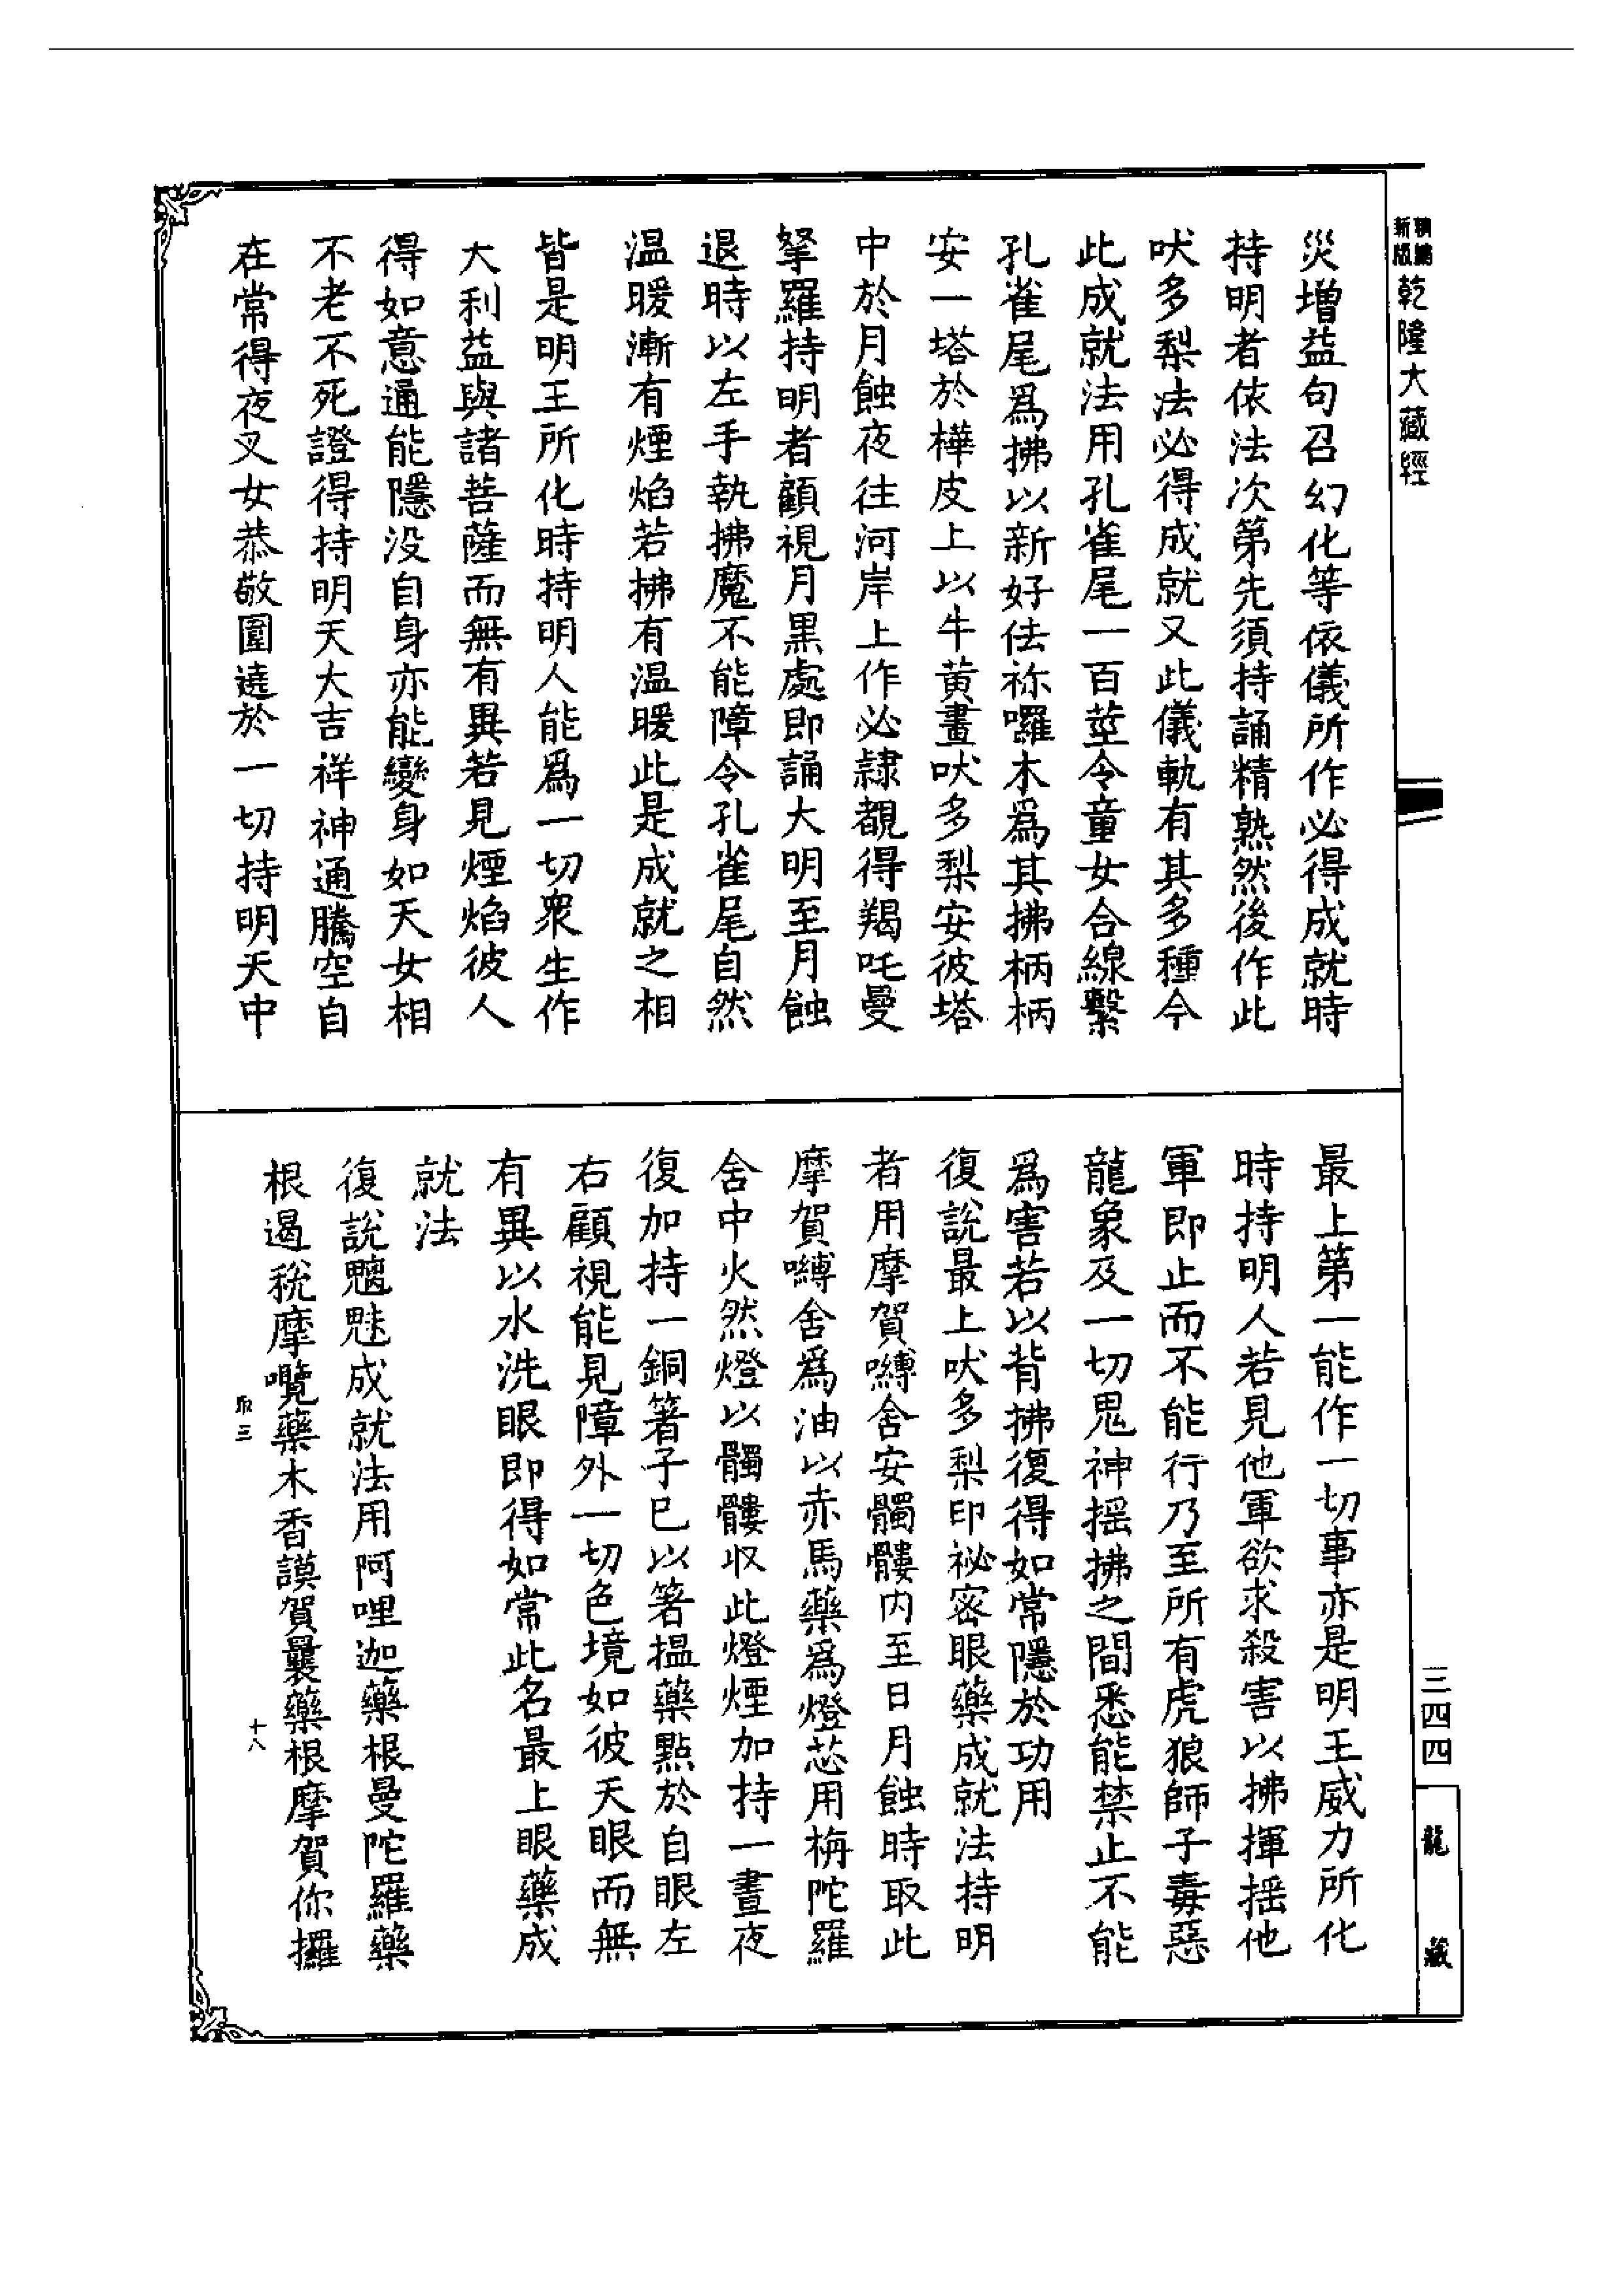 新版
乾隆大藏經
災增益句召幻化等依儀所作必得成就時
持明者依法次第先須持誦精熟然後作此
吠多梨法必得成就又此儀軌有其多種今
此成就法用孔雀尾一百莖令童女合線繫
孔雀尾爲拂以新好佉祢囉木爲其拂柄柄
安一塔於樺皮上以牛黄畫吠多梨安彼塔
中於月蝕夜往河岸上作必隷覩得羯吒曼
拏羅持明者顧視月黑處即誦大明至月蝕
退時以左手執拂魔不能障令孔雀尾自然
温暖漸有煙焰若拂有温暖此是成就之相
皆是明王所化時持明人能爲一切衆生作
大利益與諸菩薩而無有異若見煙焰彼人
得如意通能隱没自身亦能變身如天女相
不老不死證得持明天大吉祥神通騰空自
在常得夜叉女恭敬圍遶於一切持明天中
最上第一能作一切事亦是明王威力所化
時持明人若見他軍欲求殺害以拂揮揺他
軍即止而不能行乃至所有虎狼師子毒惡
龍象及一切鬼神揺拂之間悉能禁止不能
爲害若以背拂復得如常隱於功用
復説最上吠多梨印祕密眼藥成就法持明
者用摩賀嚩舍安髑髏内至日月蝕時取此
摩賀嚩舍爲油以赤馬藥爲燈芯用栴陀羅
舍中火然燈以髑髏収此燈煙加持一晝夜
復加持一銅箸子巳以箸揾藥點於自眼左
右顧視能見障外一切色境如彼天眼而無
有異以水洗眼即得如常此名最上眼藥成
就法
復説魍魅成就法用阿哩迦藥根曼陀羅藥
根遏税摩囕藥木香謨賀曩藥根摩賀你攞
三
十八
三四四
龍藏